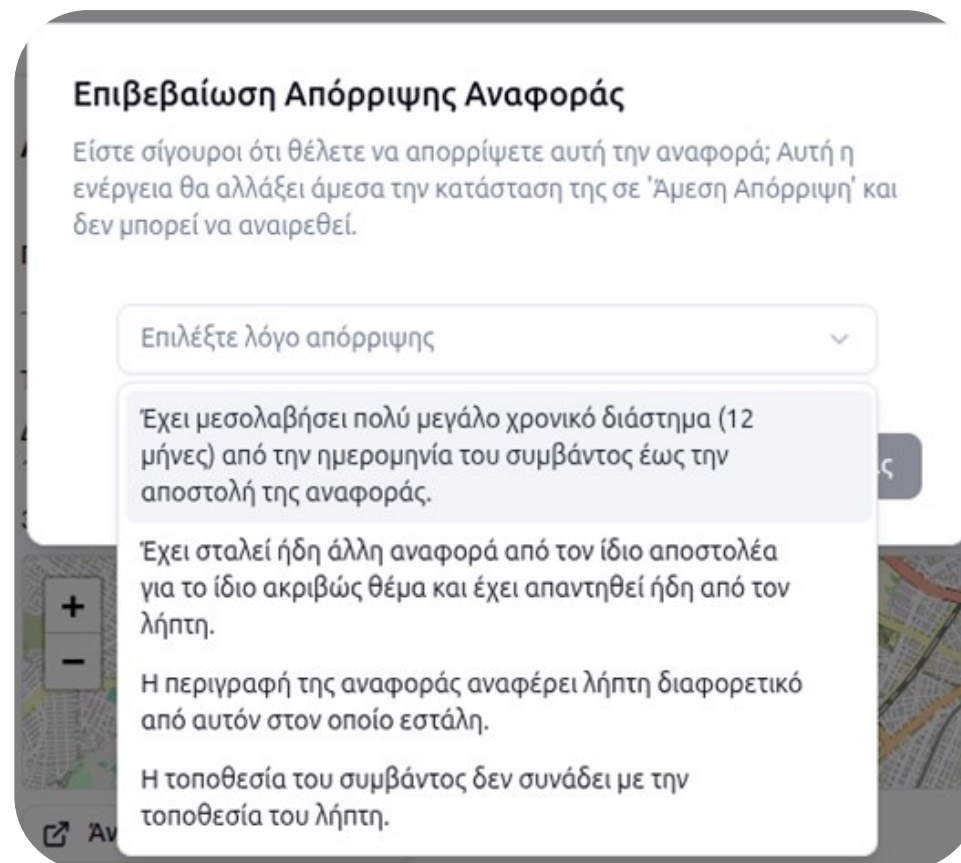 Επιβεβαίωση Απόρριψης Αναφοράς
Είστε σίγουροι ότι θέλετε να απορρίψετε αυτή την αναφορά; Αυτή η
ενέργεια θα αλλάξει άμεσα την κατάσταση της σε 'Άμεση Απόρριψη' και
δεν μπορεί να αναιρεθεί.
Επιλέξτε λόγο απόρριψης
Έχει μεσολαβήσει πολύ μεγάλο χρονικό διάστημα (12
μήνες) από την ημερομηνία του συμβάντος έως την
αποστολή της αναφοράς.
Έχει σταλεί ήδη άλλη αναφορά από τον ίδιο αποστολέα
για το ίδιο ακριβώς θέμα και έχει απαντηθεί ήδη από τον
λήπτη.
Η περιγραφή της αναφοράς αναφέρει λήπτη διαφορετικό
από αυτόν στον οποίο εστάλη.
Η τοποθεσία του συμβάντος δεν συνάδει με την
τοποθεσία του λήπτη.
+
−